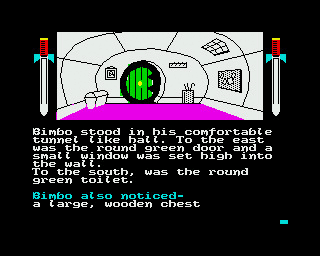 Bimbo stood in his comfortable
tunnel like hall. To the east
was the round green door and a
small window was set high into
the wall.
To the south, was the round
green toilet.
Bimbo also noticed-
a large, wooden chest